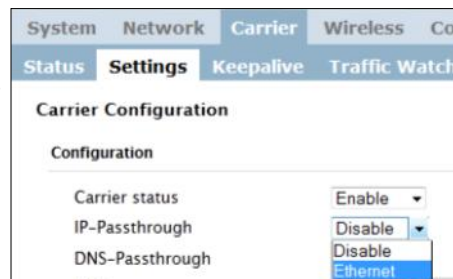 System Network Carrier Wireless Co
Status Settings Keepalive Traffic Watch
Carrier Configuration
Configuration
Carrier status Enable
IP-Passthrough Disable
Disable
DNS-Passthrough
Ethernet